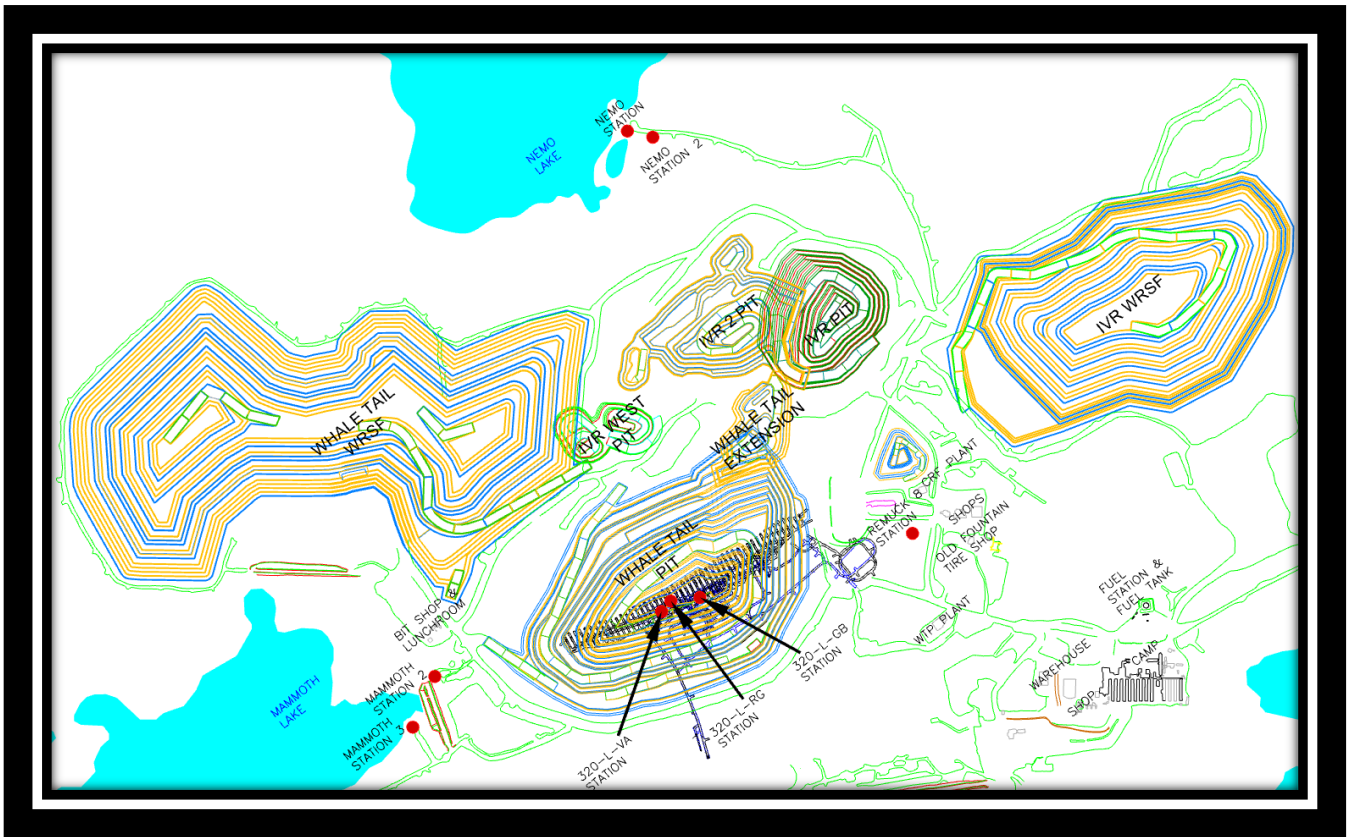 NEMO
STATION
NEMO
LAKE
NEMO
STATION 2
IVR WRSF
IVR 2 PIT
IVR PIT
WHALE TAIL
WRSF
IVR WEST
PIT
WHALE TAIL
EXTENSION
REMUCK & CRF PLANT
STATION
SHOPS
OLD FOUNTAIN
TIRE SHOP
WHALE TAIL
PIT
BIT SHOP &
LUNCHROOM
FUEL
STATION &
FUEL TANK
WTP PLANT
MAMMOTH
LAKE
MAMMOTH
STATION 2
MAMMOTH
STATION 3
320-L-GB
STATION
320-L-RG
STATION
320-L-VA
STATION
WAREHOUSE
CAMP
SHOP